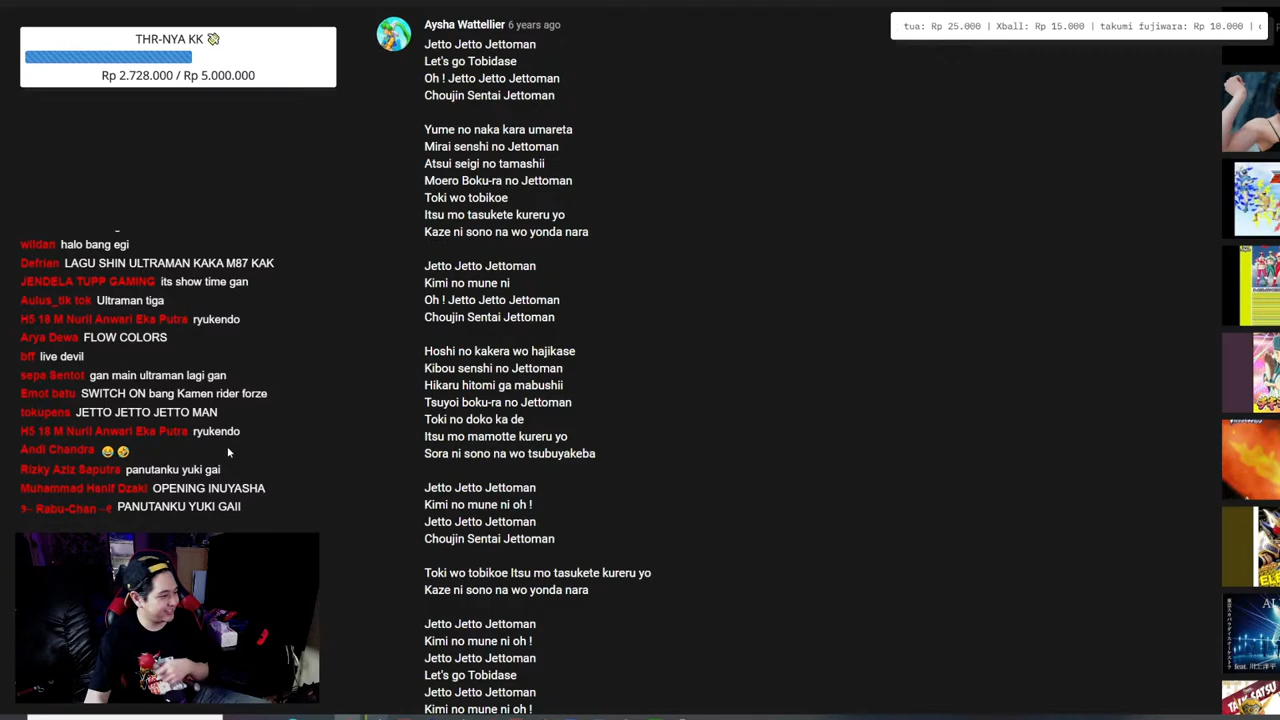 THR-NYA KK 💸
Rp 2.728.000 / Rp 5.000.000
tua: Rp 25.000 | Xball: Rp 15.000 | takumi fujiwara: Rp 10.000 |
wildan halo bang egi
Defrian LAGU SHIN ULTRAMAN KAKA M87 KAK
JENDELA TUPP GAMING its show time gan
Aulus_tik tok Ultraman tiga
H5 18 M Nuril Anwari Eka Putra ryukendo
Arya Dewa FLOW COLORS
bff live devil
sepa Sentot gan main ultraman lagi gan
Emot batu SWITCH ON bang Kamen rider forze
tokupens JETTO JETTO JETTO MAN
H5 18 M Nuril Anwari Eka Putra ryukendo
Andi Chandra 😂 🤣
Rizky Aziz Saputra panutanku yuki gai
Muhammad Hanif Dzaki OPENING INUYASHA
Rabu-Chan PANUTANKU YUKI GAII
Aysha Wattellier 6 years ago
Jetto Jetto Jettoman
Let's go Tobidase
Oh ! Jetto Jetto Jettoman
Choujin Sentai Jettoman
Yume no naka kara umareta
Mirai senshi no Jettoman
Atsui seigi no tamashii
Moero Boku-ra no Jettoman
Toki wo tobikoe
Itsu mo tasukete kureru yo
Kaze ni sono na wo yonda nara
Jetto Jetto Jettoman
Kimi no mune ni
Oh ! Jetto Jetto Jettoman
Choujin Sentai Jettoman
Hoshi no kakera wo hajikase
Kibou senshi no Jettoman
Hikaru hitomi ga mabushii
Tsuyoi boku-ra no Jettoman
Toki no doko ka de
Itsu mo mamotte kureru yo
Sora ni sono na wo tsubuyakeba
Jetto Jetto Jettoman
Kimi no mune ni oh !
Jetto Jetto Jettoman
Choujin Sentai Jettoman
Toki wo tobikoe Itsu mo tasukete kureru yo
Kaze ni sono na wo yonda nara
Jetto Jetto Jettoman
Kimi no mune ni oh !
Jetto Jetto Jettoman
Let's go Tobidase
Jetto Jetto Jettoman
Kimi no mune ni oh !